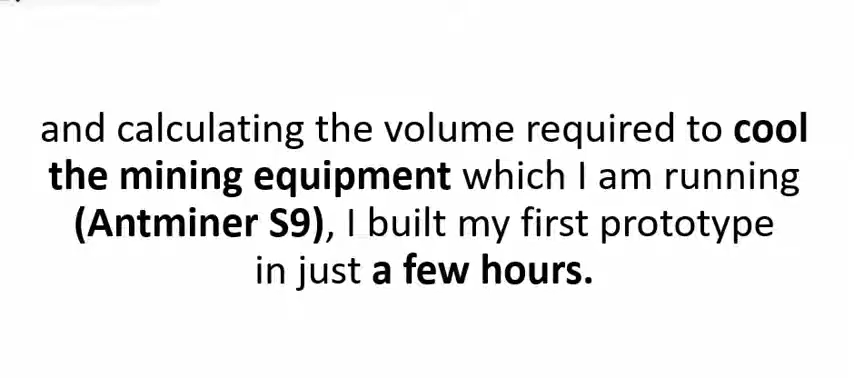 and calculating the volume required to cool
the mining equipment which I am running
(Antminer S9), I built my first prototype
in just a few hours.